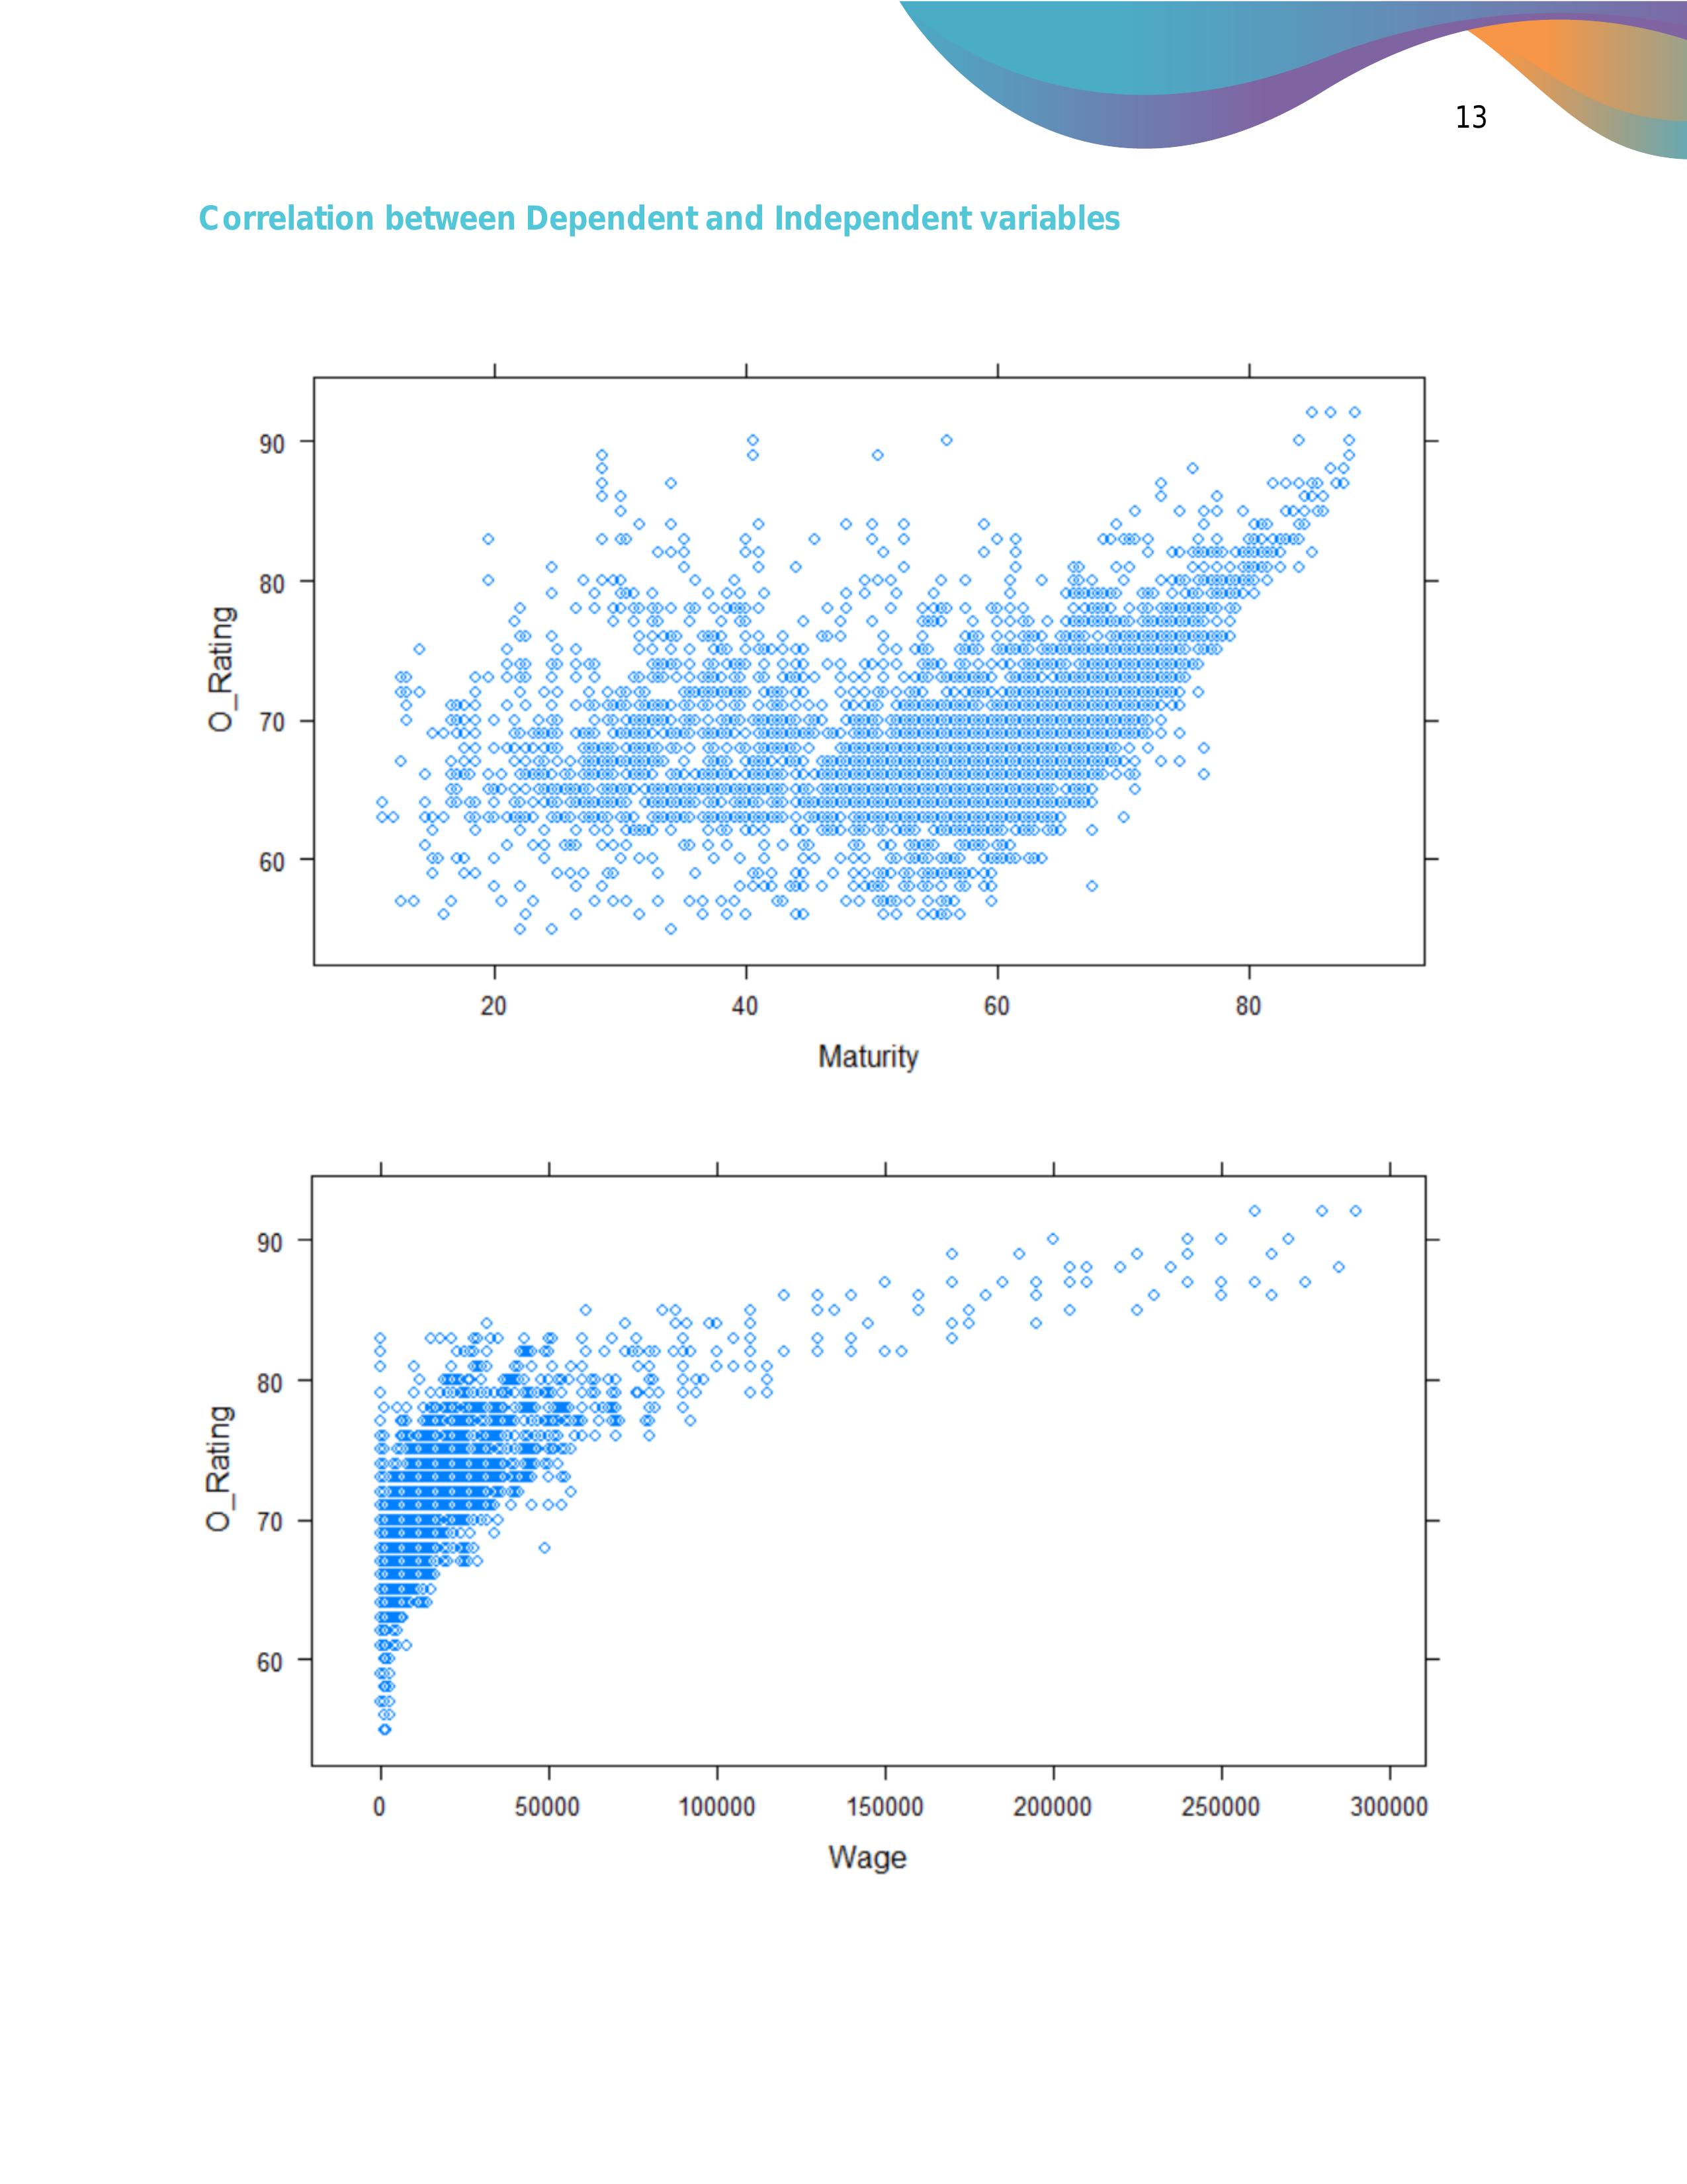 13
Correlation between Dependent and Independent variables
90
80
70
60
O_Rating
20 40 60 80
Maturity
90
80
70
60
O_Rating
0 50000 100000 150000 200000 250000 300000
Wage